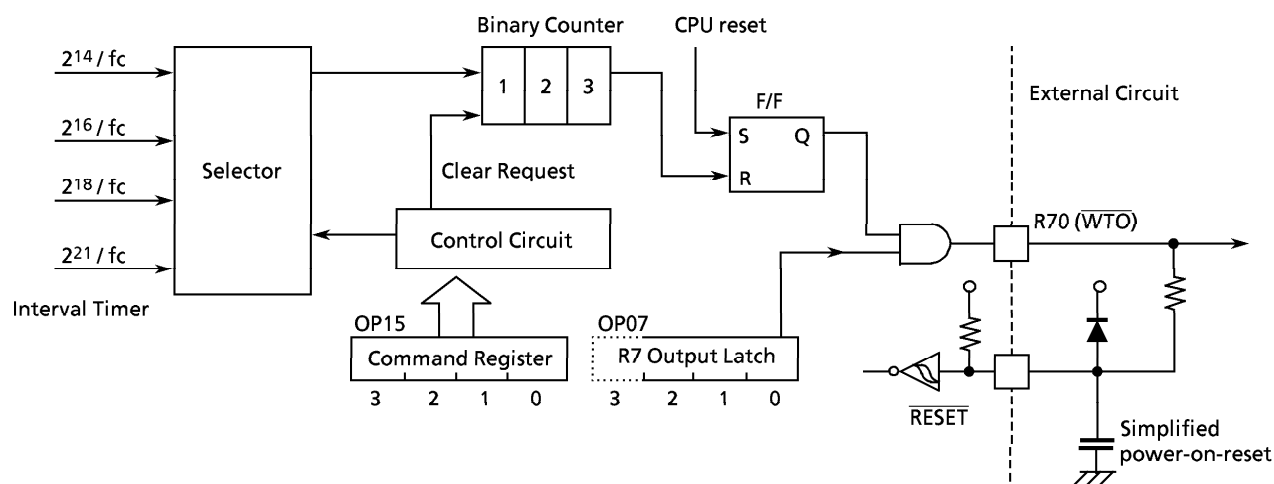 Binary Counter
CPU reset
2¹⁴ / fc
2¹⁶ / fc
2¹⁸ / fc
2²¹ / fc
Interval Timer
Selector
1 2 3
Clear Request
Control Circuit
F/F
S Q
R
External Circuit
R70 (W̅T̅O̅)
OP15
Command Register
3 2 1 0
OP07
R7 Output Latch
3 2 1 0
R̅E̅S̅E̅T̅
Simplified
power-on-reset